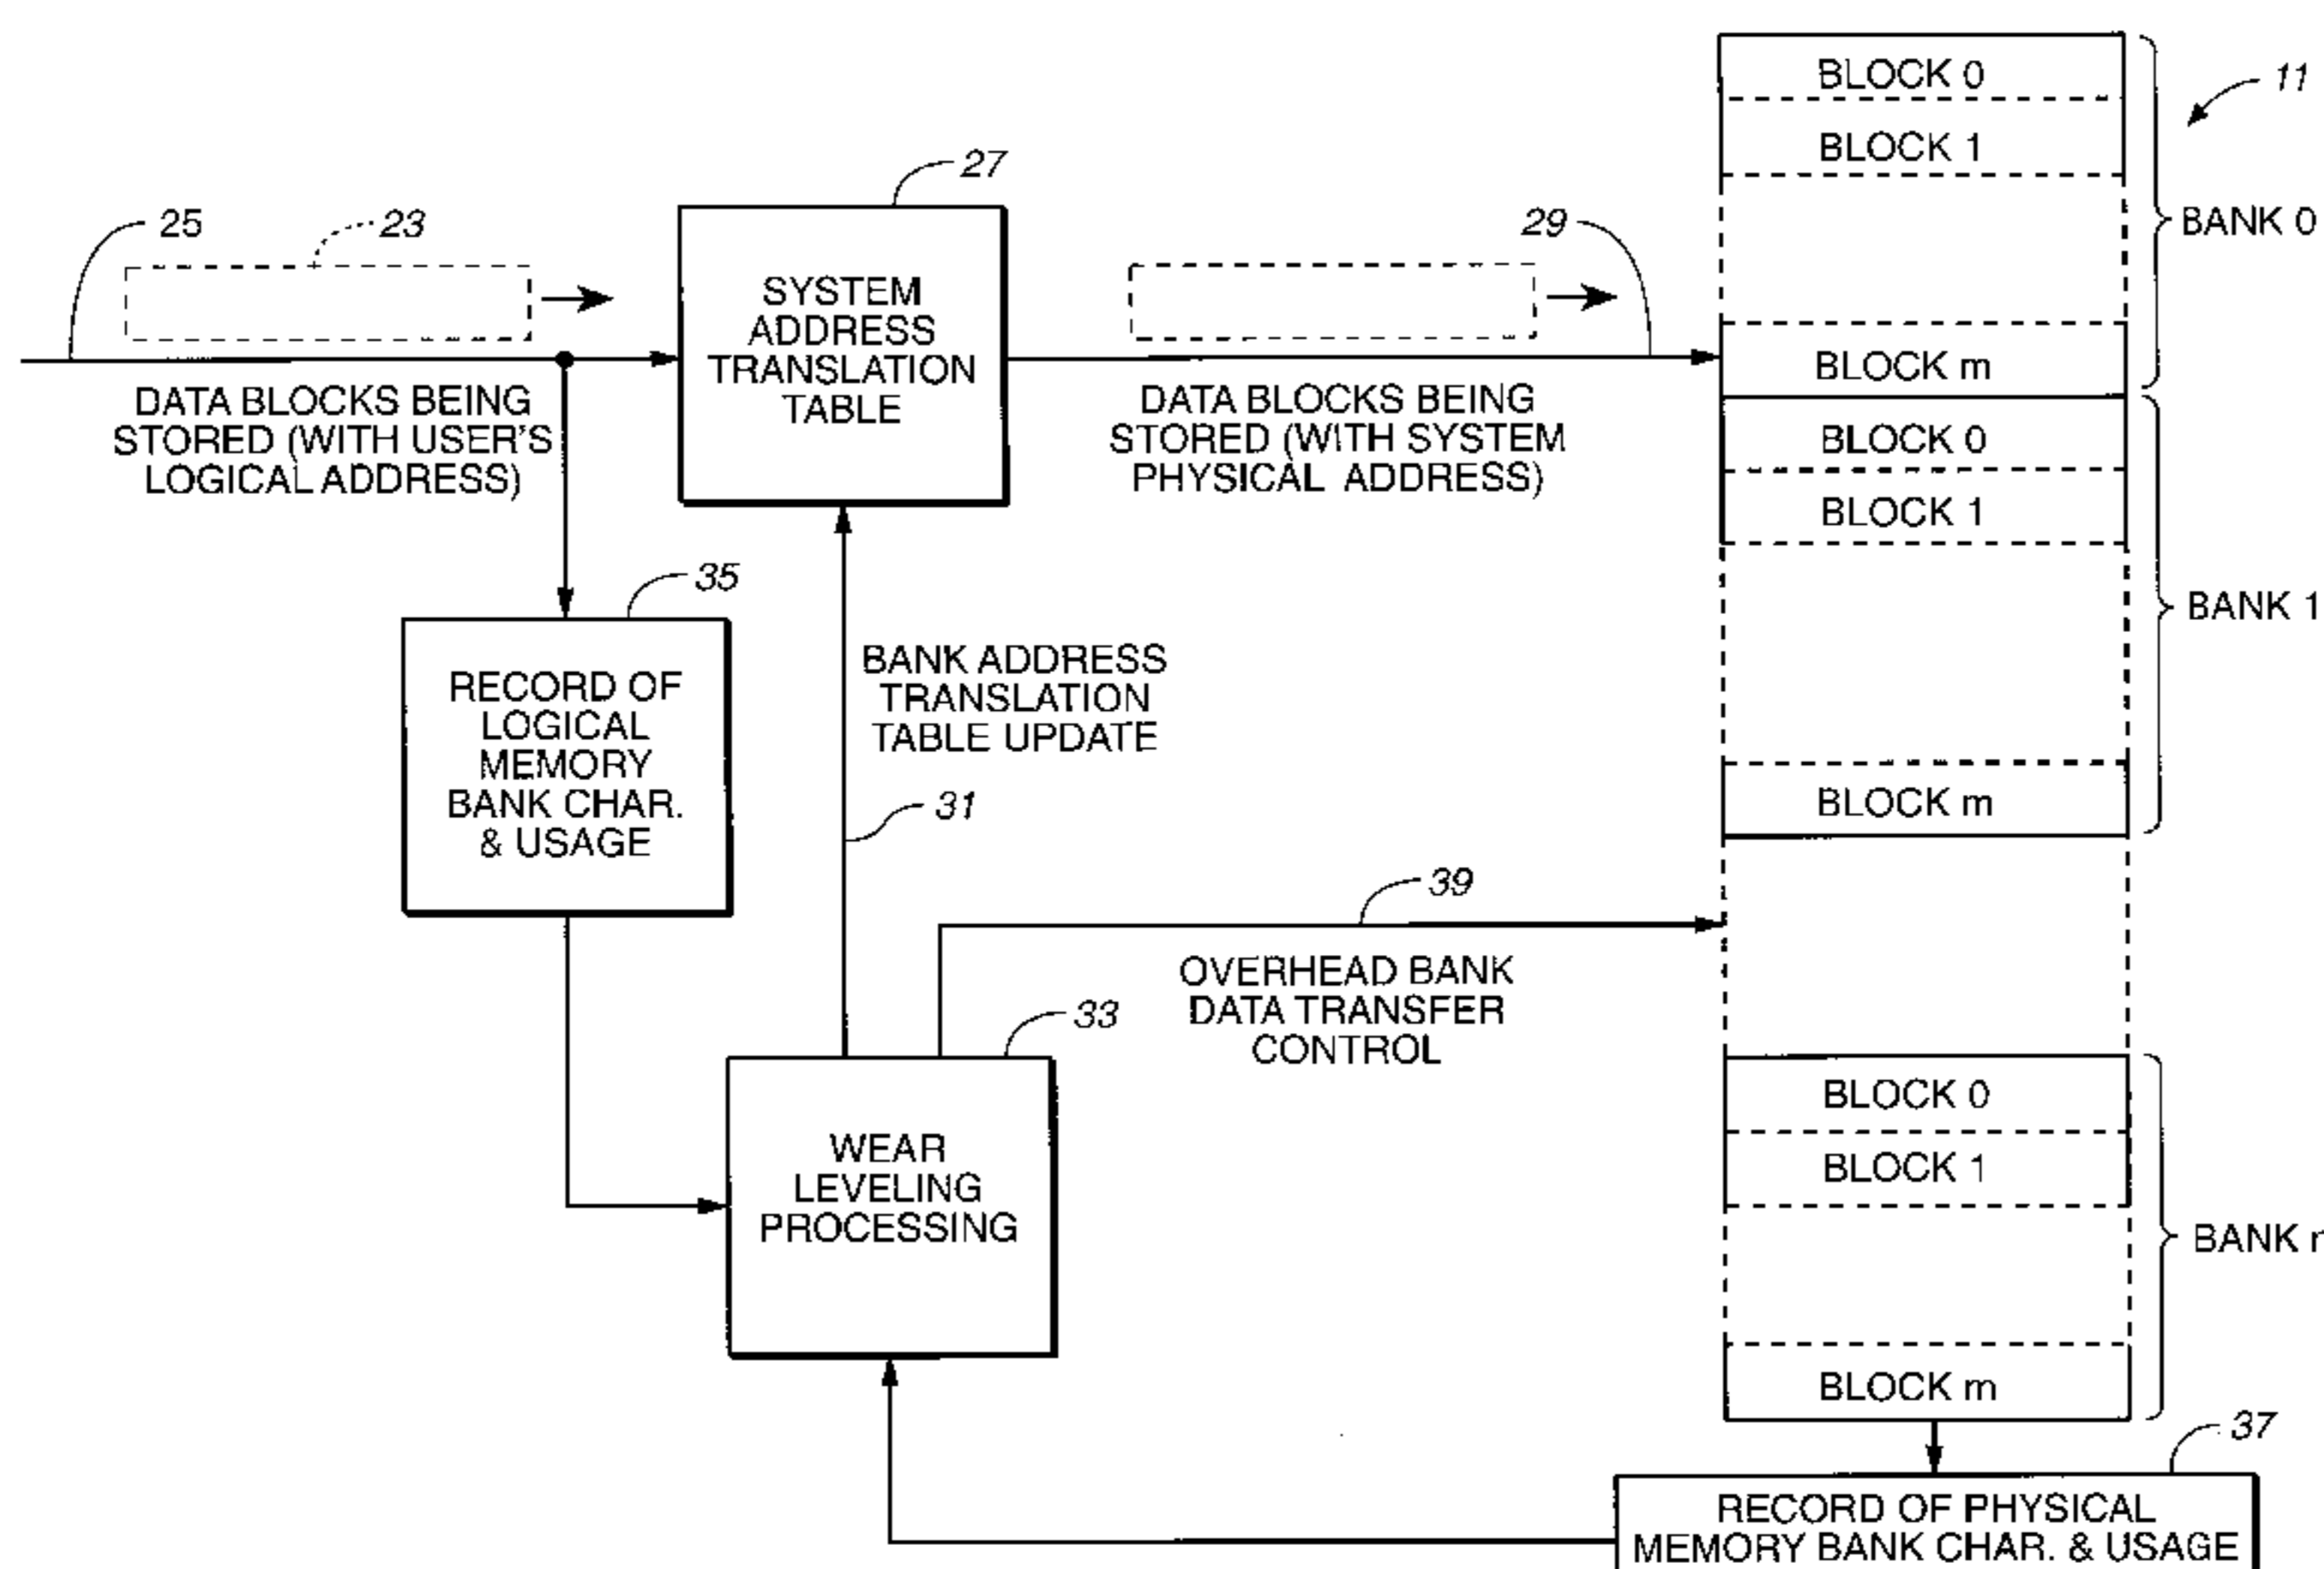 BLOCK 0
11
BLOCK 1
BANK 0
BLOCK m
25
23
27
29
SYSTEM
ADDRESS
TRANSLATION
TABLE
DATA BLOCKS BEING
STORED (WITH USER'S
LOGICAL ADDRESS)
DATA BLOCKS BEING
STORED (WITH SYSTEM
PHYSICAL ADDRESS)
BLOCK 0
BLOCK 1
BANK 1
BLOCK m
35
RECORD OF
LOGICAL
MEMORY
BANK CHAR.
& USAGE
BANK ADDRESS
TRANSLATION
TABLE UPDATE
31
39
OVERHEAD BANK
DATA TRANSFER
CONTROL
33
WEAR
LEVELING
PROCESSING
BLOCK 0
BLOCK 1
BANK
BLOCK m
37
RECORD OF PHYSICAL
MEMORY BANK CHAR. & USAGE